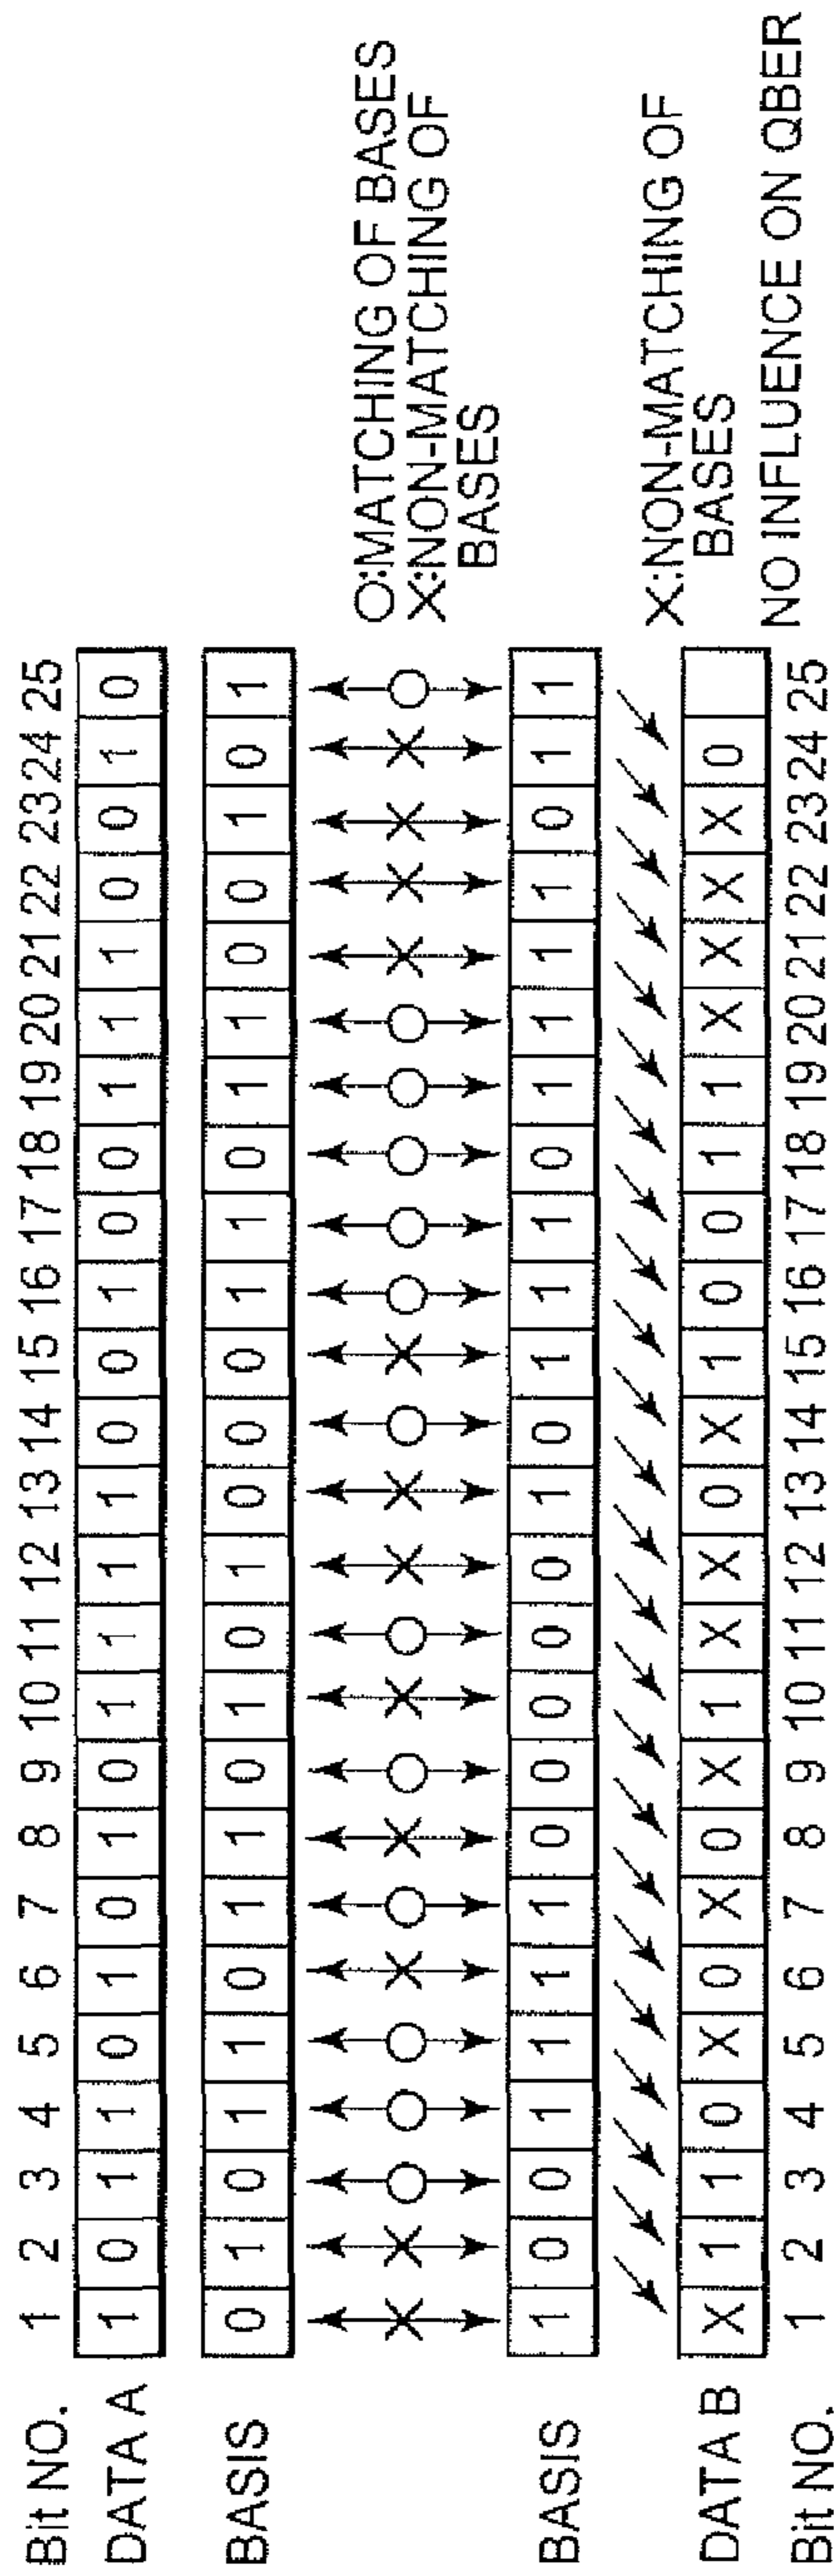 Bit NO. 1 2 3 4 5 6 7 8 9 10 11 12 13 14 15 16 17 18 19 20 21 22 23 24 25
DATA A 1 0 1 1 0 1 0 1 0 1 1 1 1 0 0 1 0 0 1 1 1 0 0 1 0
BASIS 0 1 0 1 1 0 1 1 0 1 0 1 0 0 0 1 1 0 1 1 0 0 1 0 1
X X O O O X O X O X O X X O X O O O O O X X X X O
O:MATCHING OF BASES
X:NON-MATCHING OF
BASES
BASIS 1 0 0 1 1 1 1 0 0 0 0 0 1 0 1 1 1 0 1 1 1 1 0 1 1
X:NON-MATCHING OF
BASES
DATA B X 1 1 0 X 0 X 0 X 1 X X 0 X 1 0 0 1 1 X X X X 0
NO INFLUENCE ON QBER
Bit NO. 1 2 3 4 5 6 7 8 9 10 11 12 13 14 15 16 17 18 19 20 21 22 23 24 25